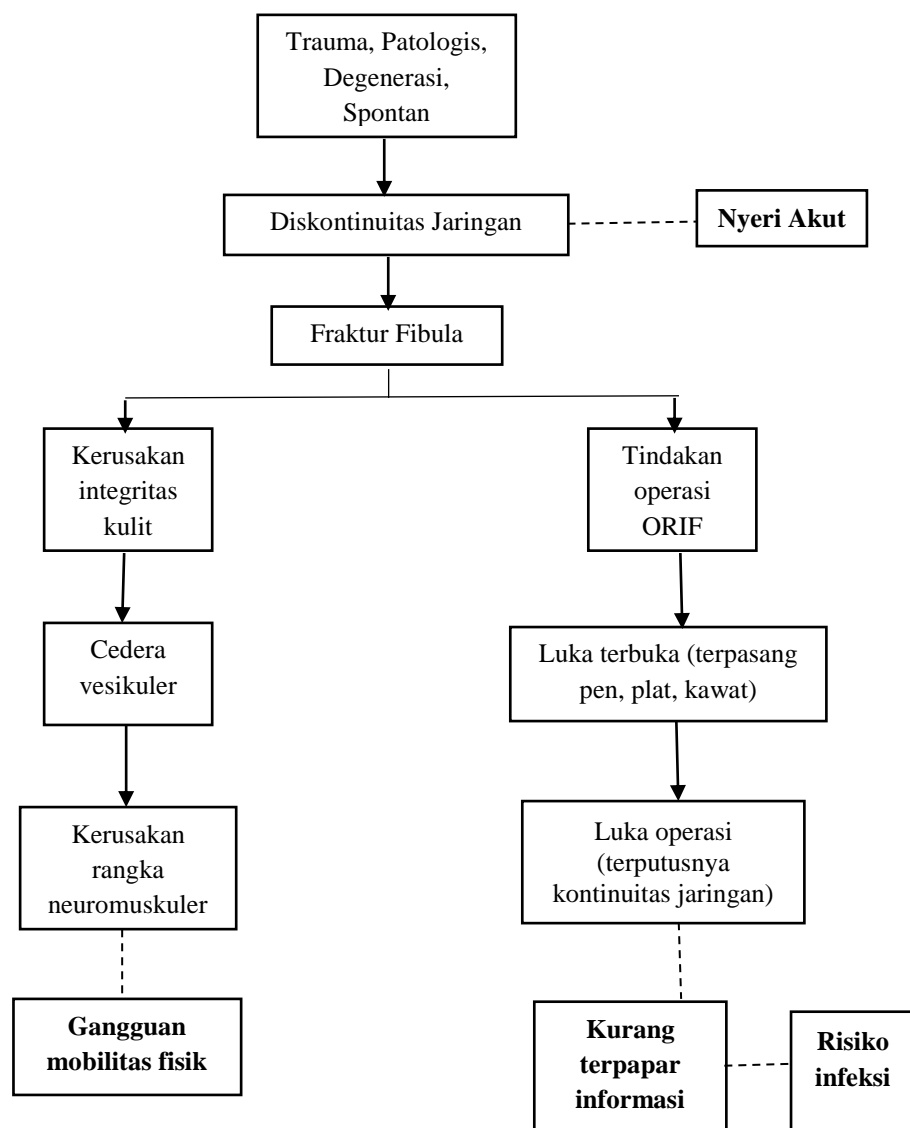 Trauma, Patologis,
Degenerasi,
Spontan
Diskontinuitas Jaringan
Nyeri Akut
Fraktur Fibula
Kerusakan
integritas
kulit
Tindakan
operasi
ORIF
Cedera
vesikuler
Luka terbuka (terpasang
pen, plat, kawat)
Kerusakan
rangka
neuromuskuler
Luka operasi
(terputusnya
kontinuitas jaringan)
Gangguan
mobilitas fisik
Kurang
terpapar
informasi
Risiko
infeksi